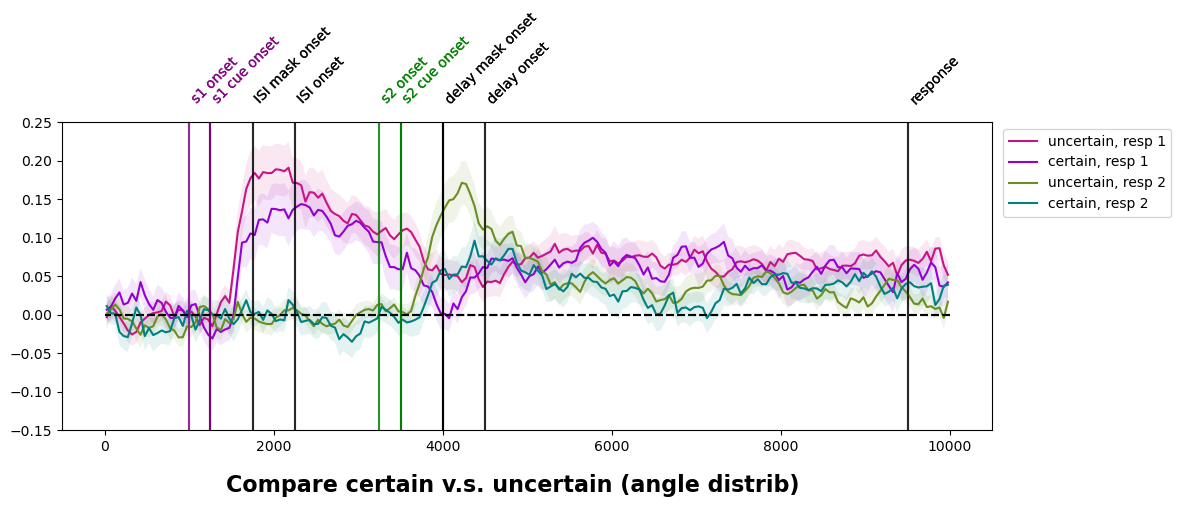 s1 onset
s1 cue onset
ISI mask onset
ISI onset
s2 onset
s2 cue onset
delay mask onset
delay onset
response
0.25
0.20
0.15
0.10
0.05
0.00
−0.05
−0.10
−0.15
0
2000
4000
6000
8000
10000
uncertain, resp 1
certain, resp 1
uncertain, resp 2
certain, resp 2
Compare certain v.s. uncertain (angle distrib)